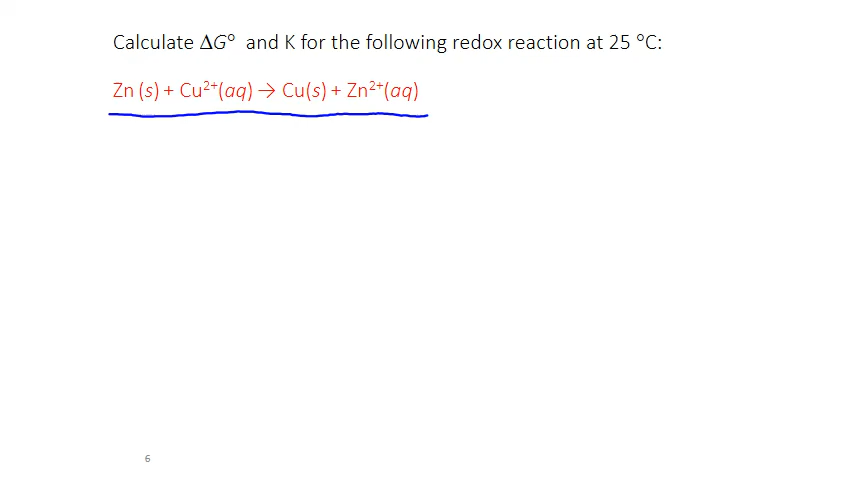 Calculate ΔG° and K for the following redox reaction at 25 °C:
Zn (s) + Cu²⁺(aq) → Cu(s) + Zn²⁺(aq)
6